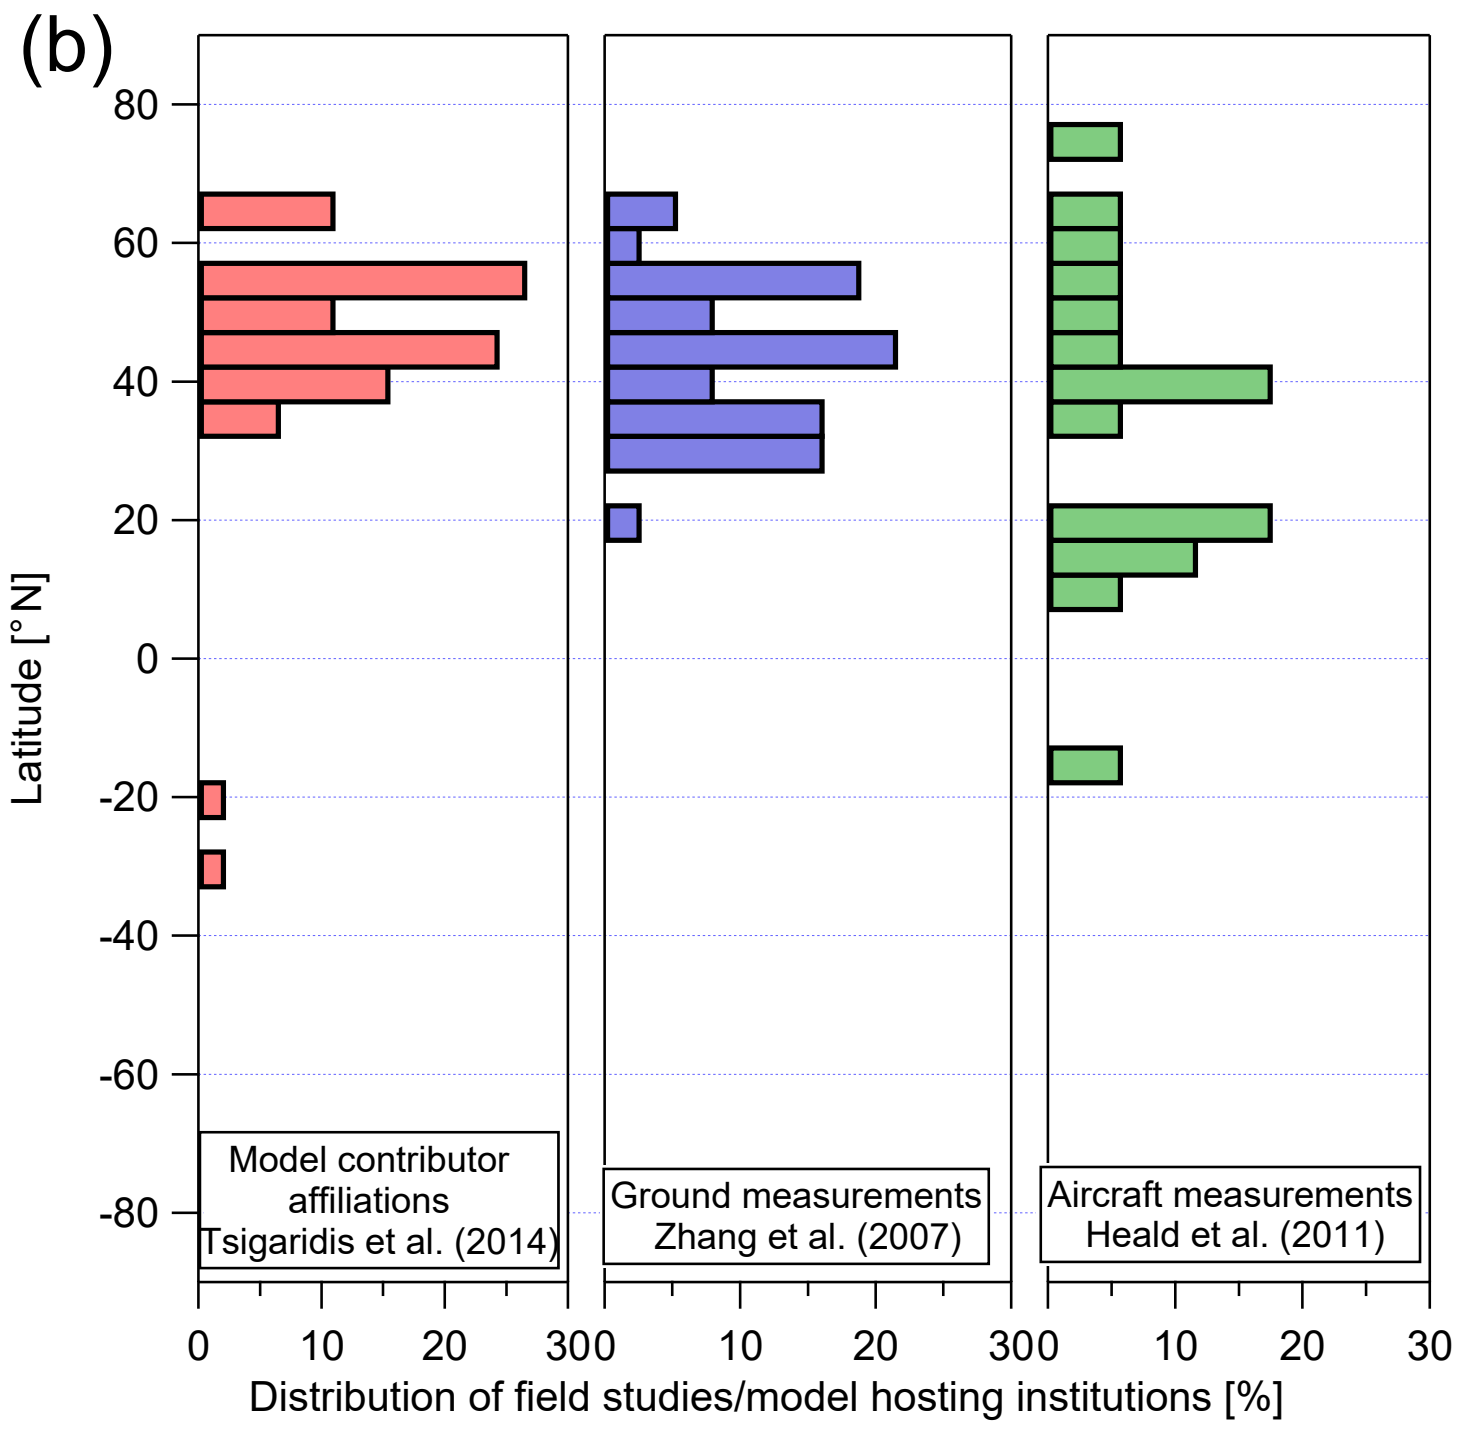 (b)
80
60
40
20
0
-20
-40
-60
-80
Latitude [°N]
Model contributor
affiliations
Tsigaridis et al. (2014)
Ground measurements
Zhang et al. (2007)
Aircraft measurements
Heald et al. (2011)
0 10 20 30 0 10 20 30 0 10 20 30
Distribution of field studies/model hosting institutions [%]